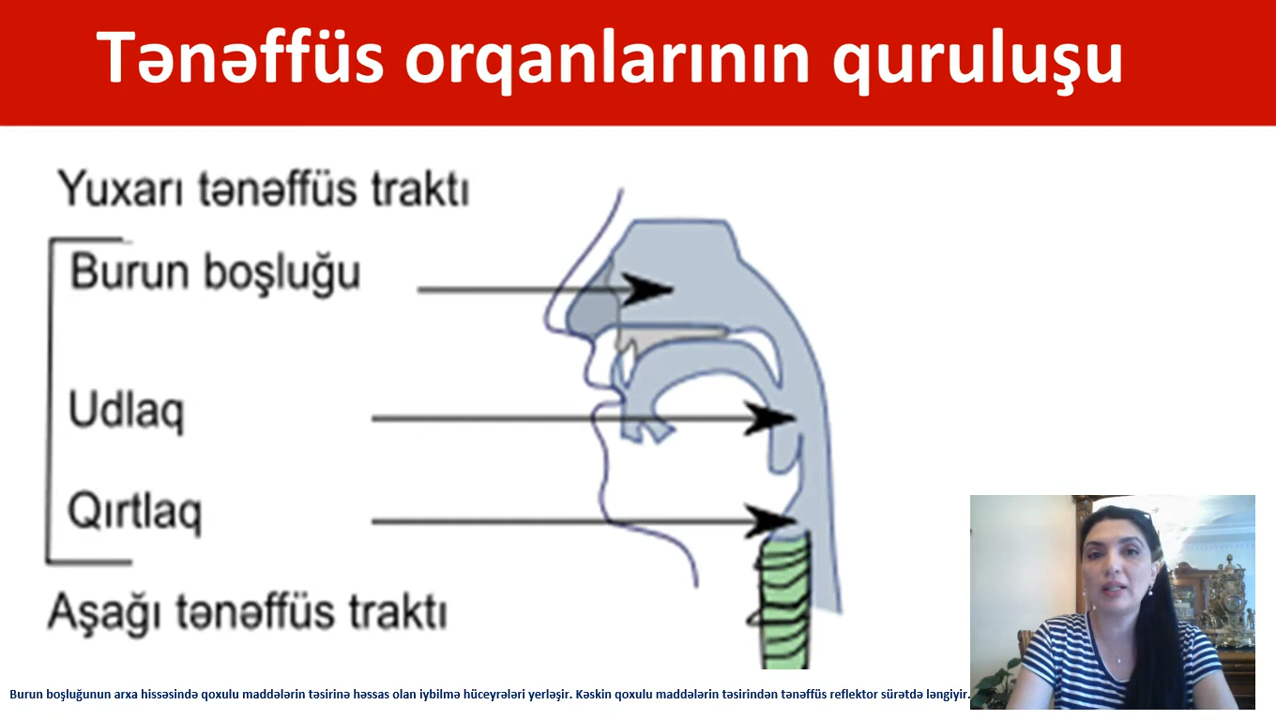 Tənəffüs orqanlarının quruluşu
Yuxarı tənəffüs traktı
Burun boşluğu
Udlaq
Qırtlaq
Aşağı tənəffüs traktı
Burun boşluğunun arxa hissəsində qoxulu maddələrin təsirinə həssas olan iybilmə hüceyrələri yerləşir. Kəskin qoxulu maddələrin təsirindən tənəffüs reflektor sürətdə ləngiyir.